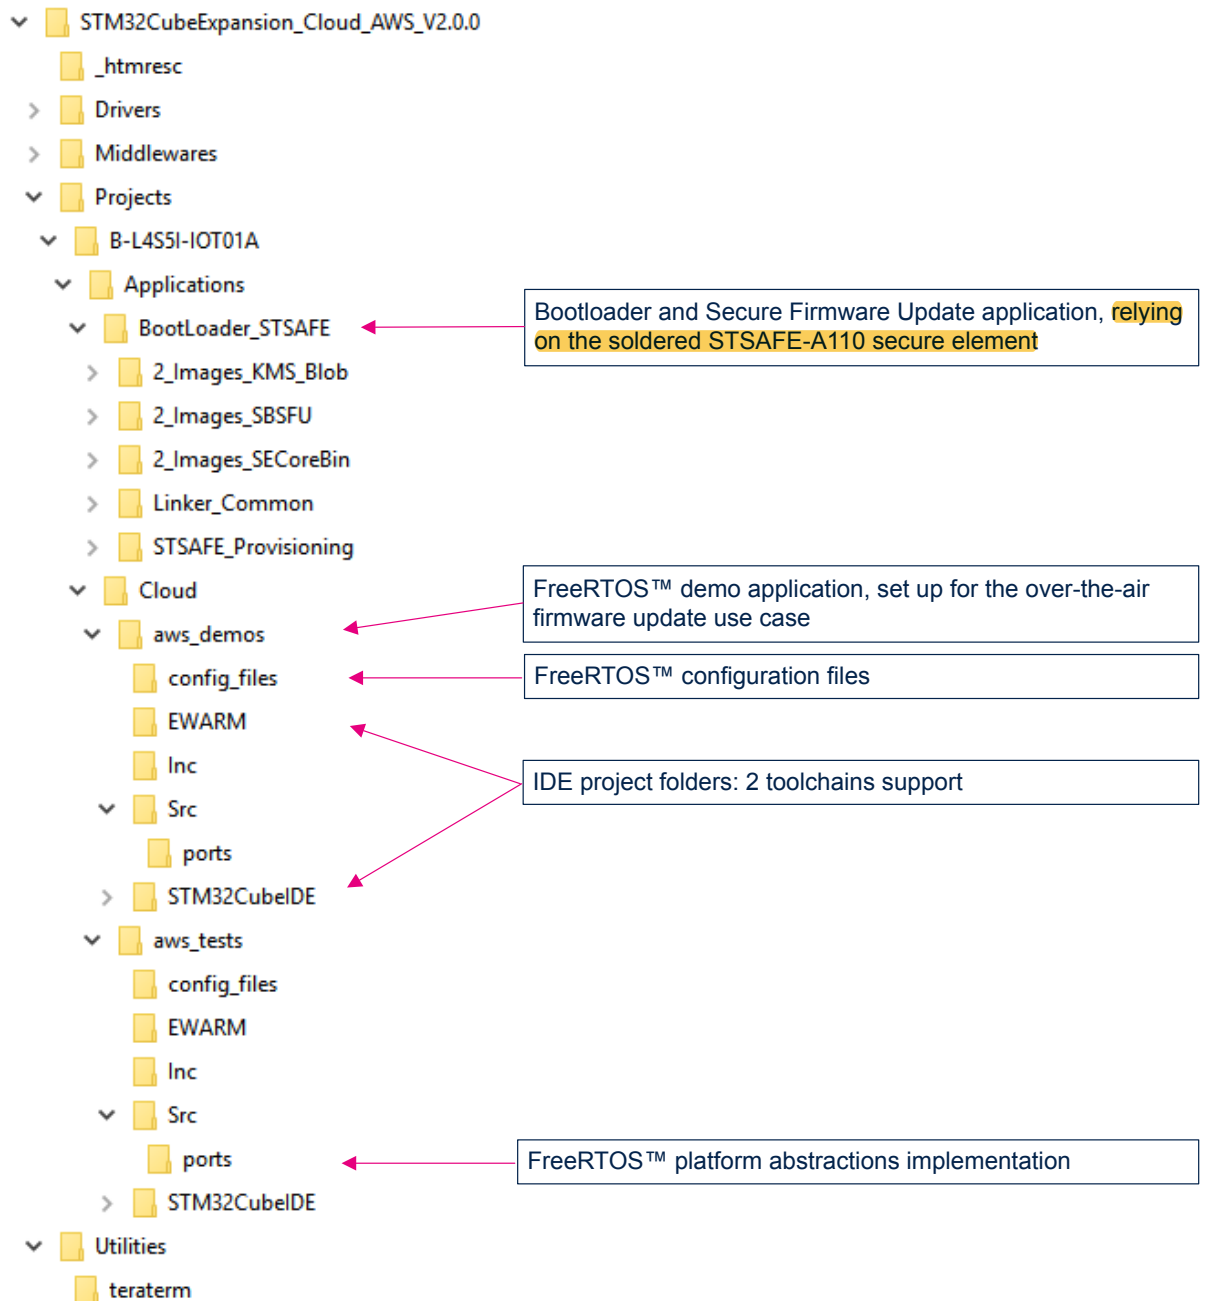 STM32CubeExpansion_Cloud_AWS_V2.0.0
_htmresc
Drivers
Middlewares
Projects
B-L4S5I-IOT01A
Applications
Bootloader and Secure Firmware Update application, relying
on the soldered STSAFE-A110 secure element
BootLoader_STSAFE
2_Images_KMS_Blob
2_Images_SBSFU
2_Images_SECoreBin
Linker_Common
STSAFE_Provisioning
FreeRTOS™ demo application, set up for the over-the-air
firmware update use case
Cloud
aws_demos
config_files
FreeRTOS™ configuration files
EWARM
Inc
IDE project folders: 2 toolchains support
Src
ports
STM32CubeIDE
aws_tests
config_files
EWARM
Inc
Src
ports
FreeRTOS™ platform abstractions implementation
STM32CubeIDE
Utilities
teraterm